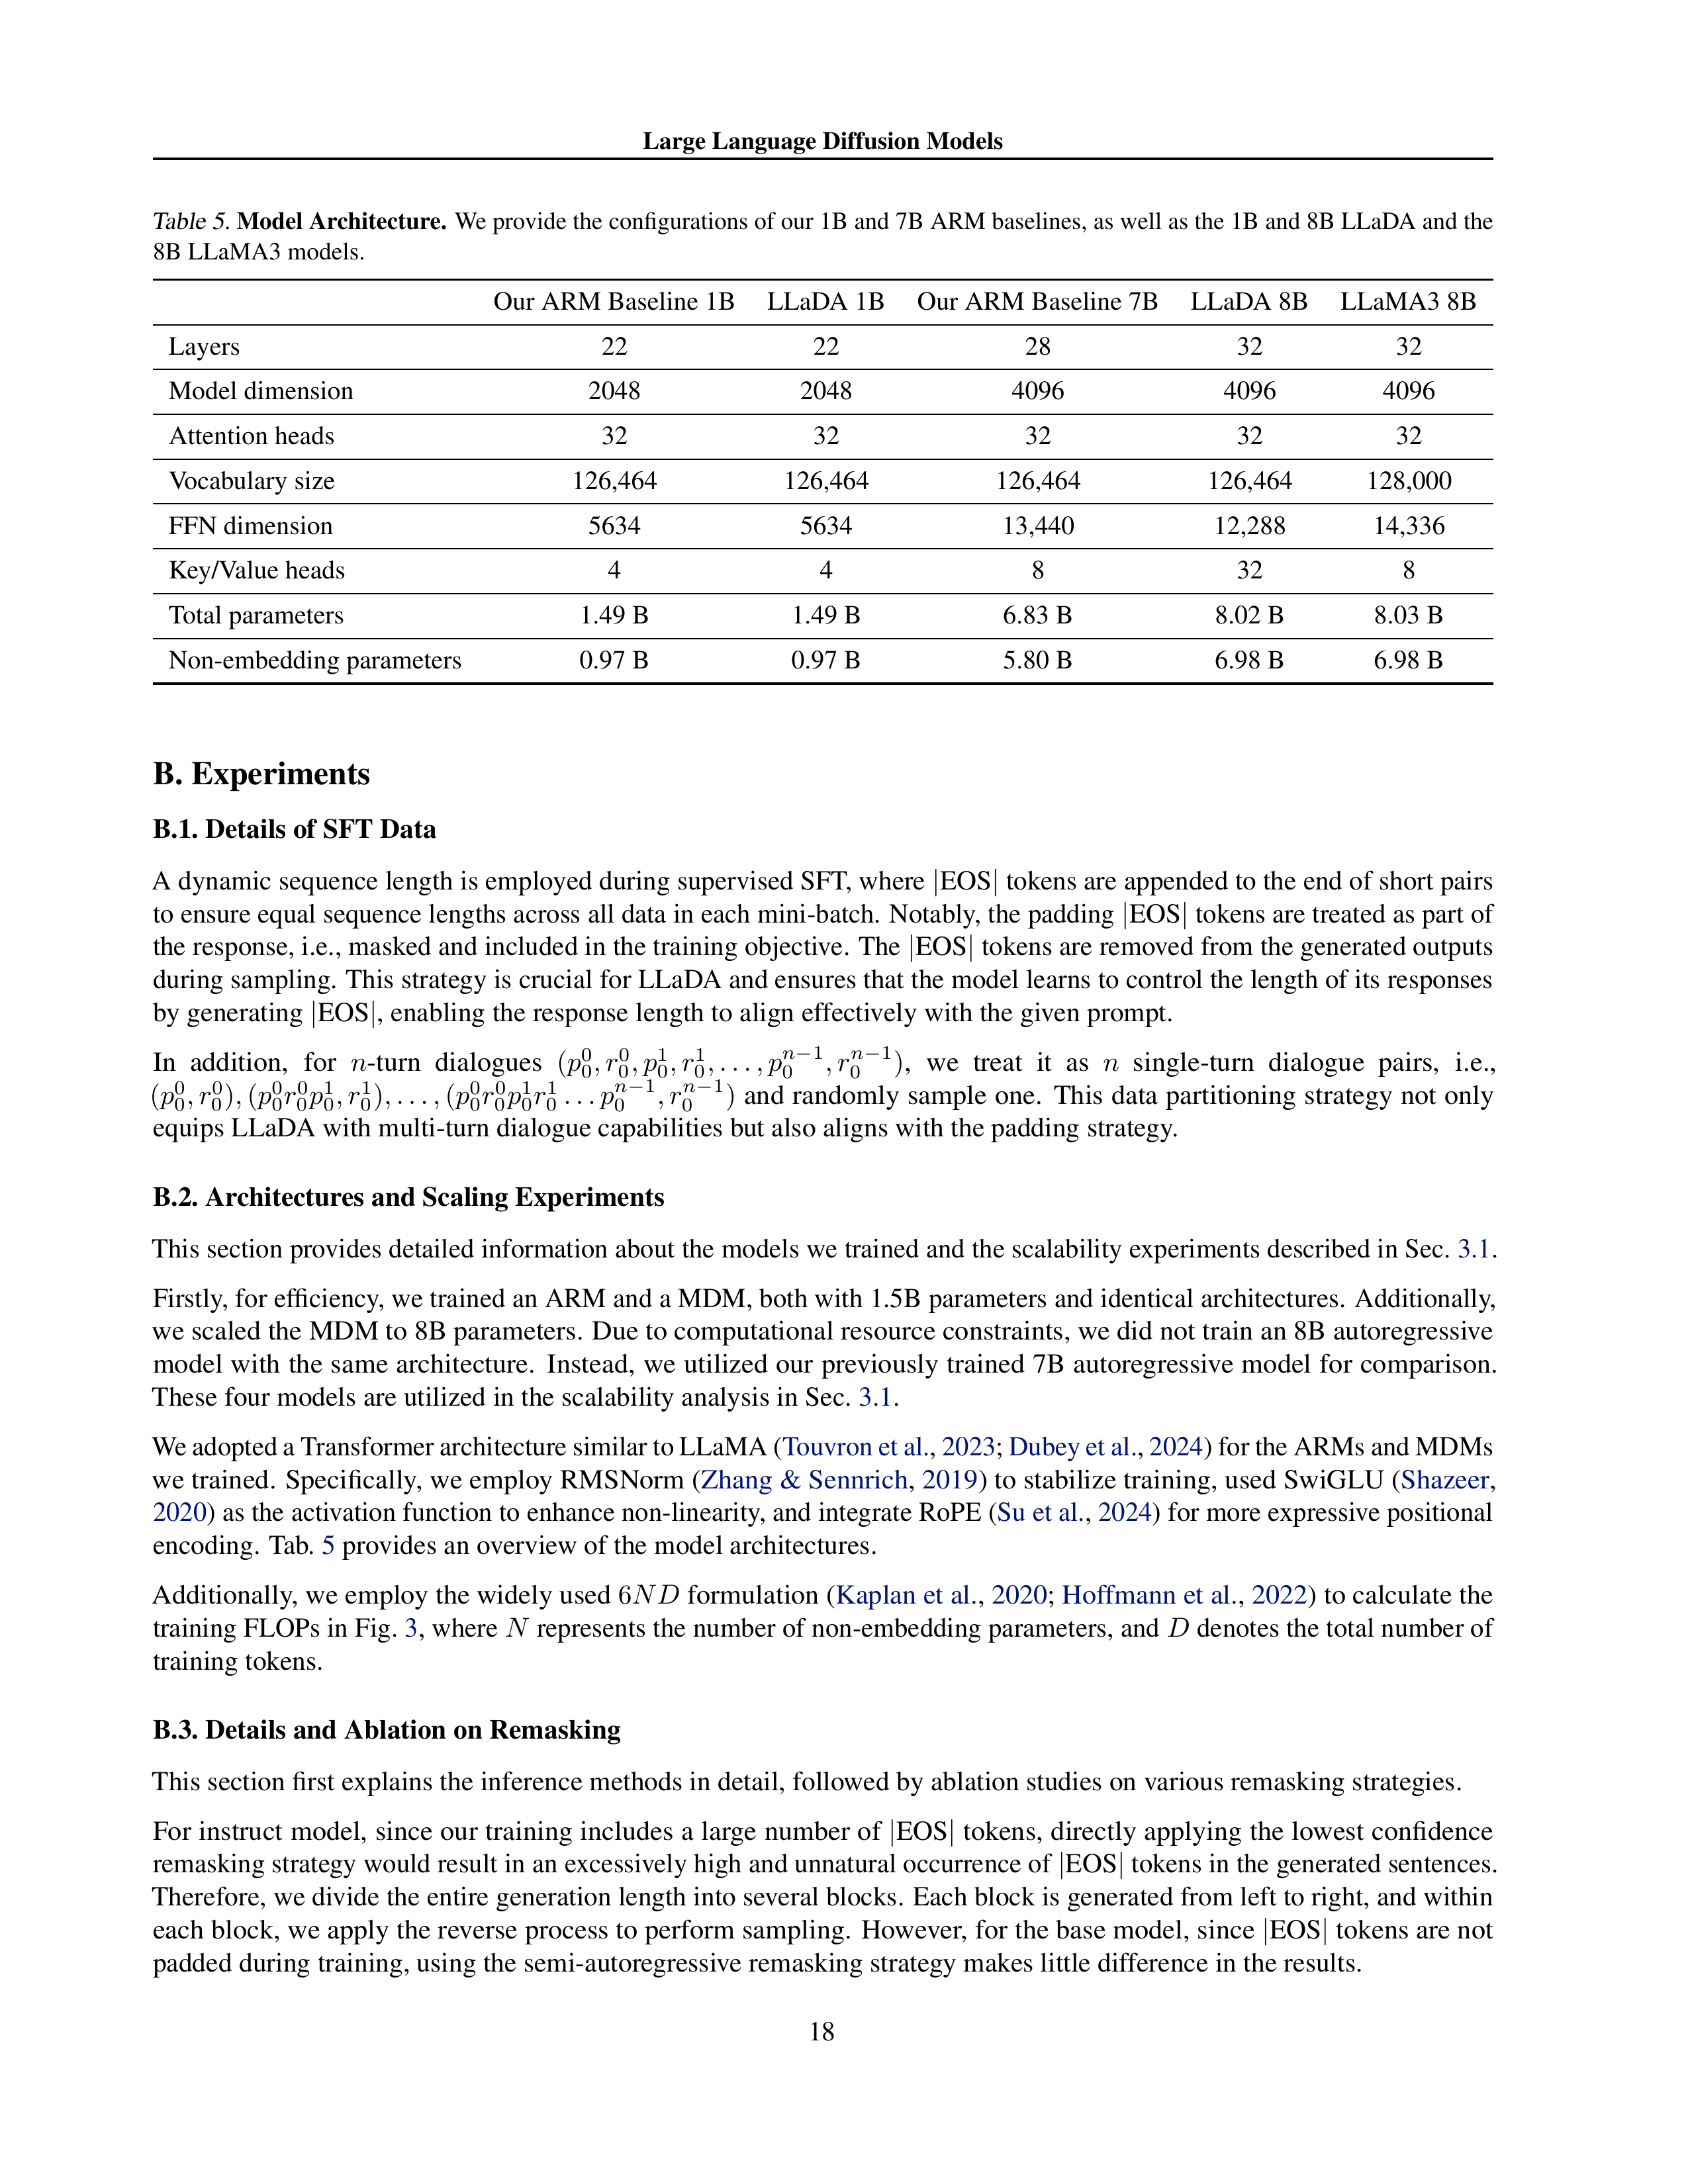 Large Language Diffusion Models
Table 5. Model Architecture. We provide the configurations of our 1B and 7B ARM baselines, as well as the 1B and 8B LLaDA and the
8B LLaMA3 models.
Our ARM Baseline 1B LLaDA 1B Our ARM Baseline 7B LLaDA 8B LLaMA3 8B
Layers 22 22 28 32 32
Model dimension 2048 2048 4096 4096 4096
Attention heads 32 32 32 32 32
Vocabulary size 126,464 126,464 126,464 126,464 128,000
FFN dimension 5634 5634 13,440 12,288 14,336
Key/Value heads 4 4 8 32 8
Total parameters 1.49 B 1.49 B 6.83 B 8.02 B 8.03 B
Non-embedding parameters 0.97 B 0.97 B 5.80 B 6.98 B 6.98 B
B. Experiments
B.1. Details of SFT Data
A dynamic sequence length is employed during supervised SFT, where |EOS| tokens are appended to the end of short pairs
to ensure equal sequence lengths across all data in each mini-batch. Notably, the padding |EOS| tokens are treated as part of
the response, i.e., masked and included in the training objective. The |EOS| tokens are removed from the generated outputs
during sampling. This strategy is crucial for LLaDA and ensures that the model learns to control the length of its responses
by generating |EOS|, enabling the response length to align effectively with the given prompt.
In addition, for $n$-turn dialogues $(p_0^0, r_0^0, p_0^1, r_0^1, \ldots, p_0^{n-1}, r_0^{n-1})$, we treat it as $n$ single-turn dialogue pairs, i.e.,
$(p_0^0, r_0^0), (p_0^0 r_0^0 p_0^1, r_0^1), \ldots, (p_0^0 r_0^0 p_0^1 r_0^1 \ldots p_0^{n-1}, r_0^{n-1})$ and randomly sample one. This data partitioning strategy not only
equips LLaDA with multi-turn dialogue capabilities but also aligns with the padding strategy.
B.2. Architectures and Scaling Experiments
This section provides detailed information about the models we trained and the scalability experiments described in Sec. 3.1.
Firstly, for efficiency, we trained an ARM and a MDM, both with 1.5B parameters and identical architectures. Additionally,
we scaled the MDM to 8B parameters. Due to computational resource constraints, we did not train an 8B autoregressive
model with the same architecture. Instead, we utilized our previously trained 7B autoregressive model for comparison.
These four models are utilized in the scalability analysis in Sec. 3.1.
We adopted a Transformer architecture similar to LLaMA (Touvron et al., 2023; Dubey et al., 2024) for the ARMs and MDMs
we trained. Specifically, we employ RMSNorm (Zhang & Sennrich, 2019) to stabilize training, used SwiGLU (Shazeer,
2020) as the activation function to enhance non-linearity, and integrate RoPE (Su et al., 2024) for more expressive positional
encoding. Tab. 5 provides an overview of the model architectures.
Additionally, we employ the widely used $6ND$ formulation (Kaplan et al., 2020; Hoffmann et al., 2022) to calculate the
training FLOPs in Fig. 3, where $N$ represents the number of non-embedding parameters, and $D$ denotes the total number of
training tokens.
B.3. Details and Ablation on Remasking
This section first explains the inference methods in detail, followed by ablation studies on various remasking strategies.
For instruct model, since our training includes a large number of |EOS| tokens, directly applying the lowest confidence
remasking strategy would result in an excessively high and unnatural occurrence of |EOS| tokens in the generated sentences.
Therefore, we divide the entire generation length into several blocks. Each block is generated from left to right, and within
each block, we apply the reverse process to perform sampling. However, for the base model, since |EOS| tokens are not
padded during training, using the semi-autoregressive remasking strategy makes little difference in the results.
18